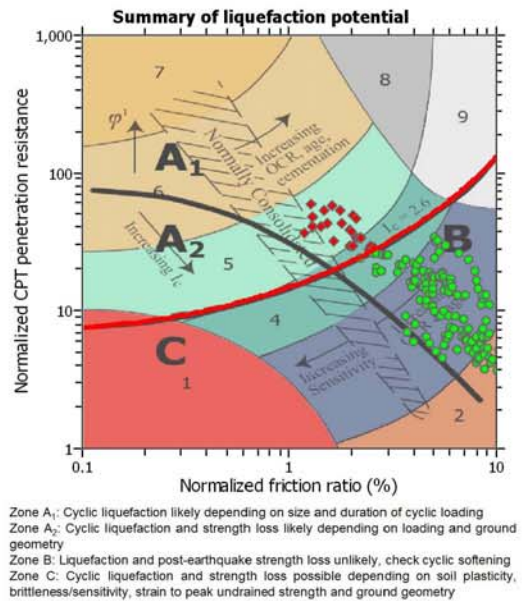 Summary of liquefaction potential
1,000
100
10
1
Normalized CPT penetration resistance
7
8
9
φ'
A1
6
A2
5
Normally Consolidated
Increasing
OCR, age,
cementation
Increasing Ic
Ic = 2.6
B
4
C
1
Increasing
Sensitivity
2
0.1
1
10
Normalized friction ratio (%)
Zone A1: Cyclic liquefaction likely depending on size and duration of cyclic loading
Zone A2: Cyclic liquefaction and strength loss likely depending on loading and ground
geometry
Zone B: Liquefaction and post-earthquake strength loss unlikely, check cyclic softening
Zone C: Cyclic liquefaction and strength loss possible depending on soil plasticity,
brittleness/sensitivity, strain to peak undrained strength and ground geometry